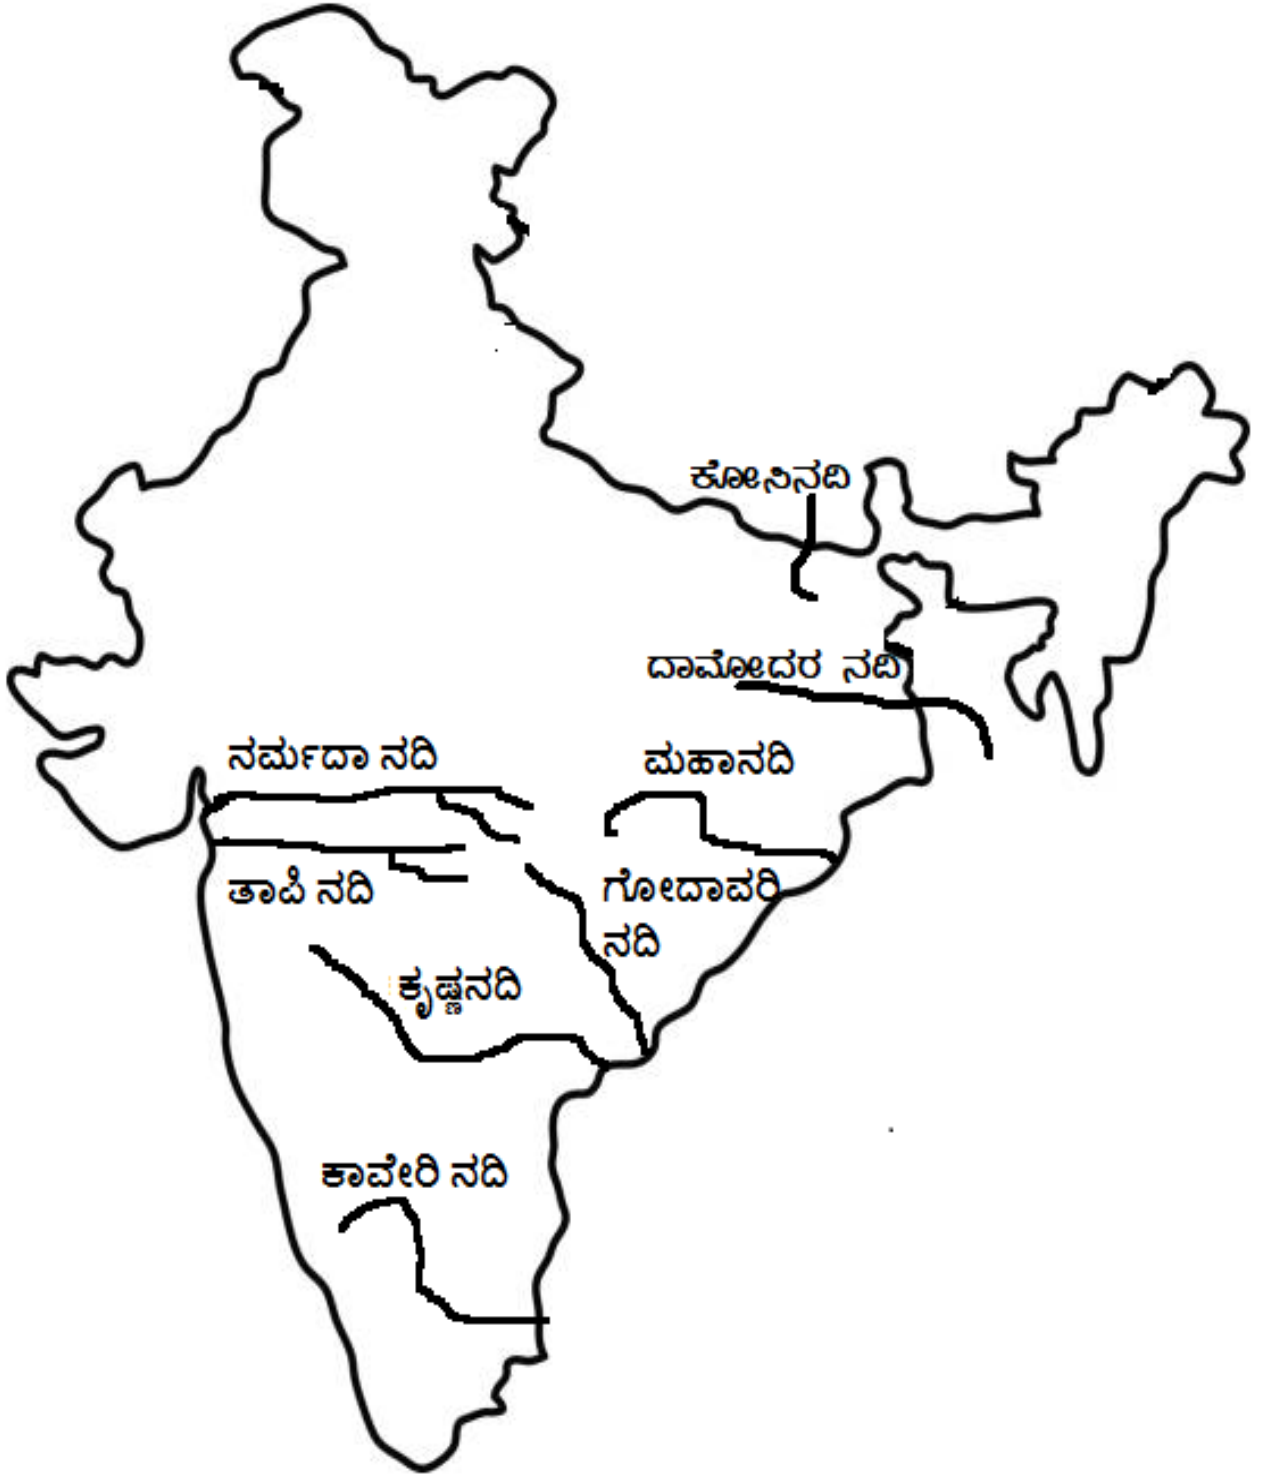 ಕೋಸಿನದಿ
ದಾಮೋದರ ನದಿ
ನರ್ಮದಾ ನದಿ
ಮಹಾನದಿ
ತಾಪಿ ನದಿ
ಗೋದಾವರಿ
ನದಿ
ಕೃಷ್ಣನದಿ
ಕಾವೇರಿ ನದಿ